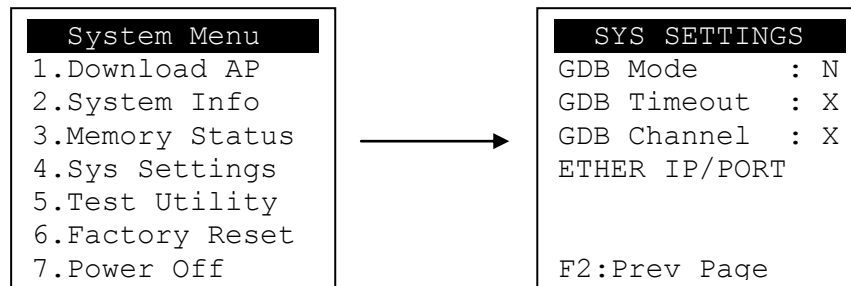 System Menu
1.Download AP
2.System Info
3.Memory Status
4.Sys Settings
5.Test Utility
6.Factory Reset
7.Power Off
SYS SETTINGS
GDB Mode : N
GDB Timeout : X
GDB Channel : X
ETHER IP/PORT
F2:Prev Page